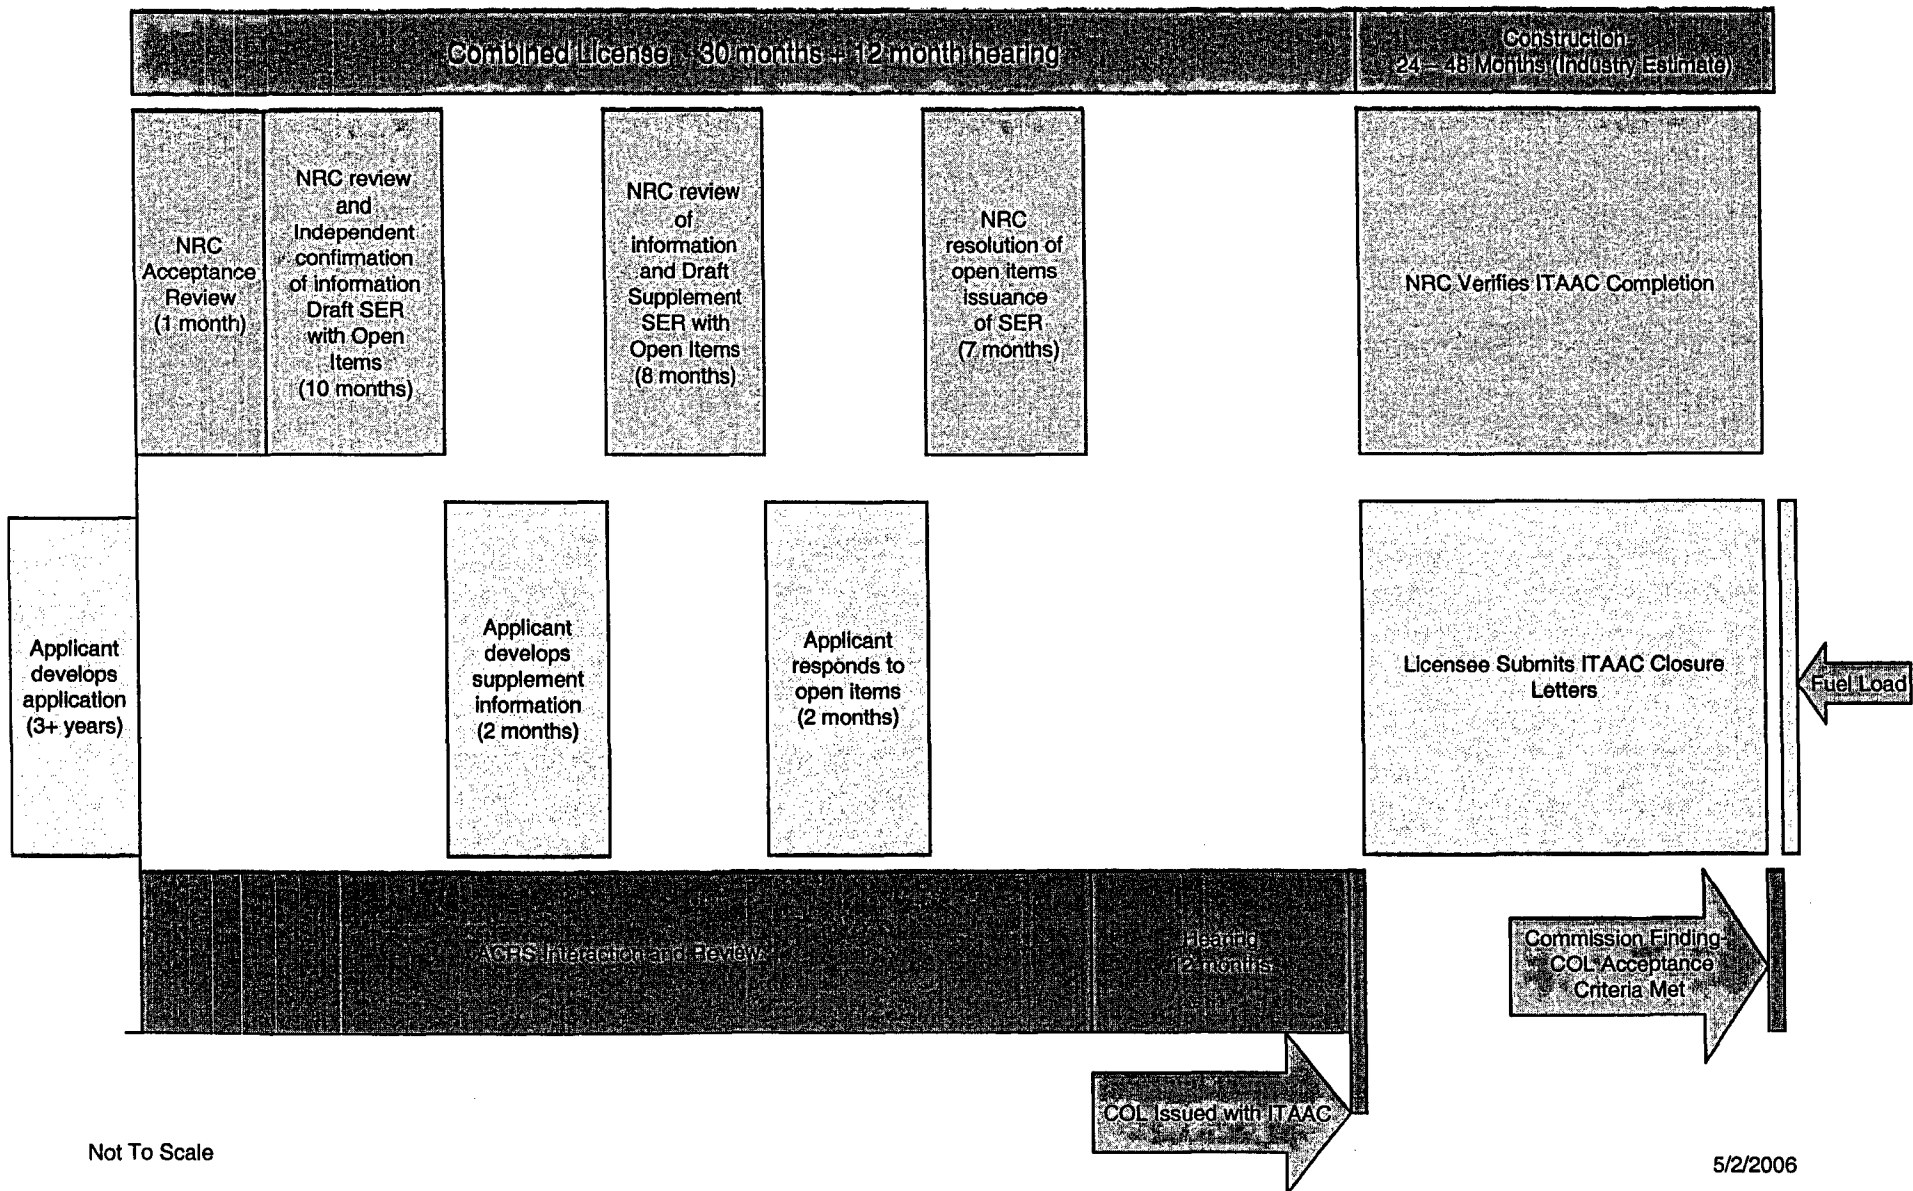 Combined License - 30 months + 12 month hearing
Construction
24 – 48 Months (Industry Estimate)
NRC
Acceptance
Review
(1 month)
NRC review
and
Independent
confirmation
of information
Draft SER
with Open
Items
(10 months)
NRC review
of
information
and Draft
Supplement
SER with
Open Items
(8 months)
NRC
resolution of
open items
issuance
of SER
(7 months)
NRC Verifies ITAAC Completion
Applicant
develops
application
(3+ years)
Applicant
develops
supplement
information
(2 months)
Applicant
responds to
open items
(2 months)
Licensee Submits ITAAC Closure
Letters
Fuel Load
ACRS Interaction and Review
Hearing
12 months
Commission Finding-
COL Acceptance
Criteria Met
COL Issued with ITAAC
Not To Scale
5/2/2006